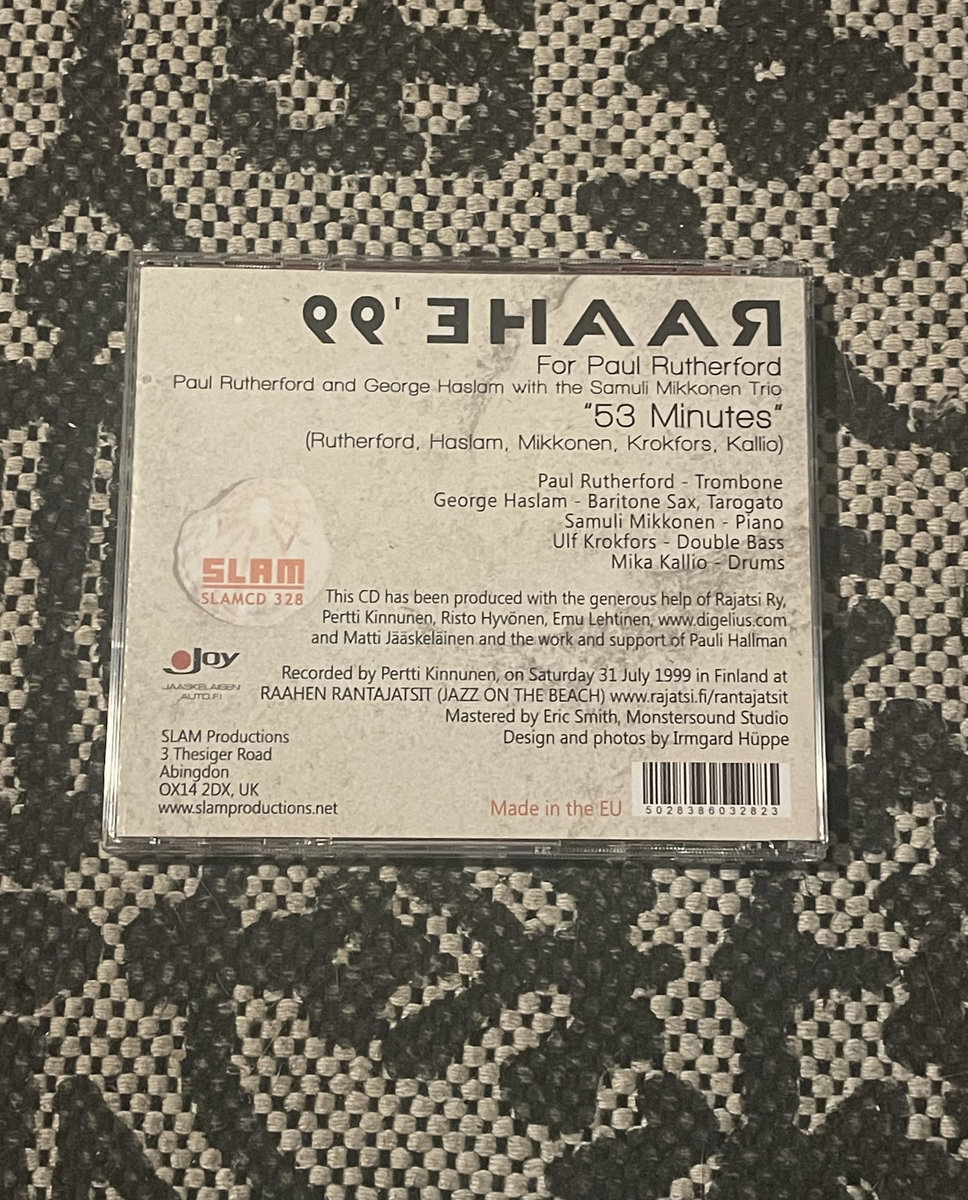 RAAHE '99
For Paul Rutherford
Paul Rutherford and George Haslam with the Samuli Mikkonen Trio
"53 Minutes"
(Rutherford, Haslam, Mikkonen, Krokfors, Kallio)
Paul Rutherford - Trombone
George Haslam - Baritone Sax, Tarogato
Samuli Mikkonen - Piano
Ulf Krokfors - Double Bass
Mika Kallio - Drums
SLAM
SLAMCD 328
This CD has been produced with the generous help of Rajatsi Ry,
Pertti Kinnunen, Risto Hyvönen, Emu Lehtinen, www.digelius.com
and Matti Jääskeläinen and the work and support of Pauli Hallman
Joy
JAASKELAISEN
AUTO.FI
Recorded by Pertti Kinnunen, on Saturday 31 July 1999 in Finland at
RAAHEN RANTAJATSIT (JAZZ ON THE BEACH) www.rajatsi.fi/rantajatsit
Mastered by Eric Smith, Monstersound Studio
Design and photos by Irmgard Hüppe
SLAM Productions
3 Thesiger Road
Abingdon
OX14 2DX, UK
www.slamproductions.net
Made in the EU
5028386032823